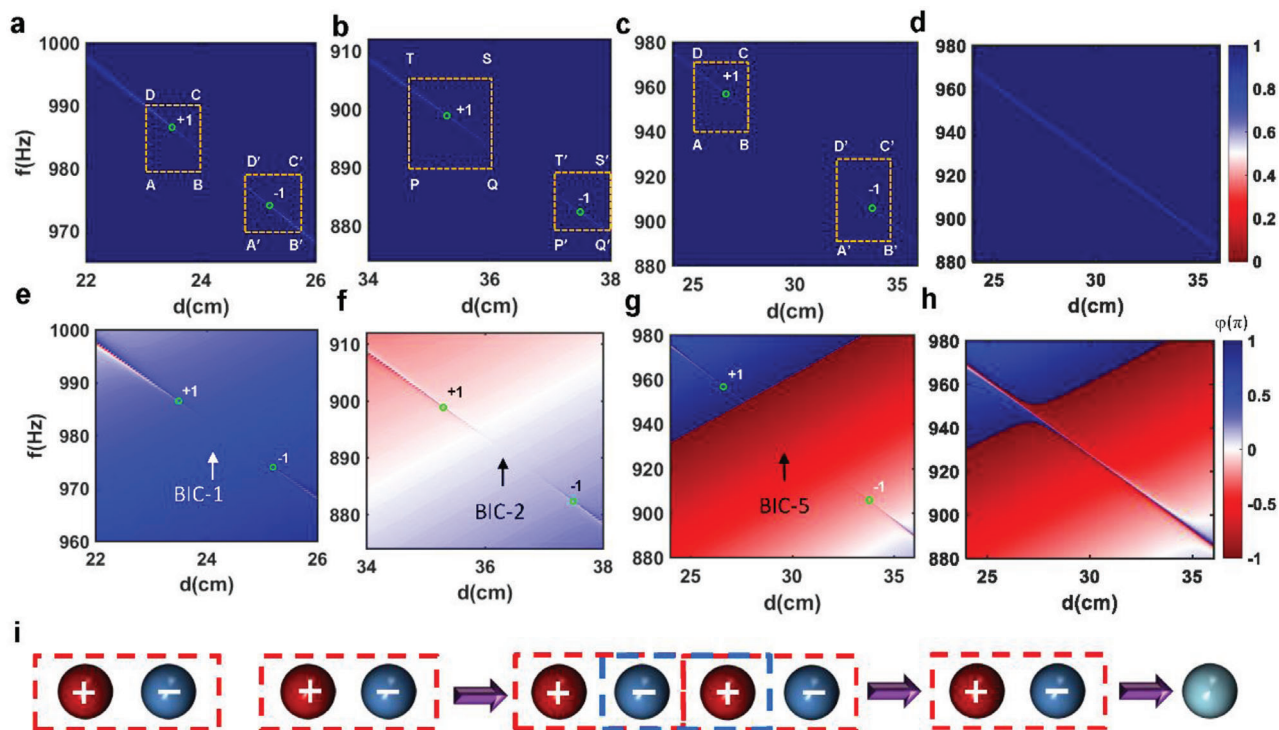 a
1000
990
980
970
f(Hz)
22
24
26
d(cm)
D
C
+1
A
B
D′
C′
-1
A′
B′
b
910
900
890
880
34
36
38
d(cm)
T
S
+1
P
Q
T′
S′
-1
P′
Q′
c
980
960
940
920
900
880
25
30
35
d(cm)
D
C
+1
A
B
D′
C′
-1
A′
B′
d
980
960
940
920
900
880
25
30
35
d(cm)
1
0.8
0.6
0.4
0.2
0
e
1000
990
980
970
960
f(Hz)
22
24
26
d(cm)
+1
-1
BIC-1
f
910
900
890
880
34
36
38
d(cm)
+1
-1
BIC-2
g
980
960
940
920
900
880
25
30
35
d(cm)
+1
-1
BIC-5
h
980
960
940
920
900
880
25
30
35
d(cm)
φ(π)
1
0.5
0
-0.5
-1
i
+ − + − + − + − + −